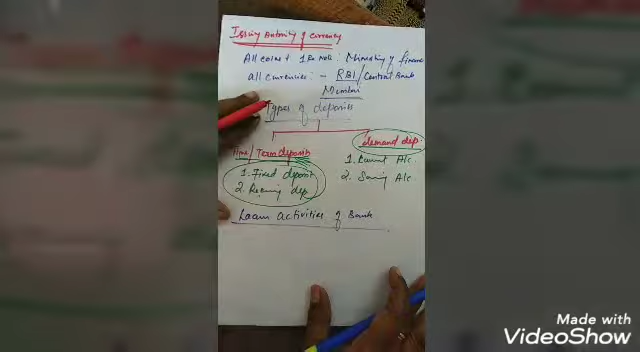 Issuing Authority of currency
All coins & 1 Re Note: Ministry of finance
all currencies: - RBI / Central Bank
Mumbai
Types of deposits
Time / Term deposits
demand dep.
1. Fixed deposit
1. Current A/c
2. Recurring dep
2. Saving A/c
Loan activities of Bank
Made with
VideoShow